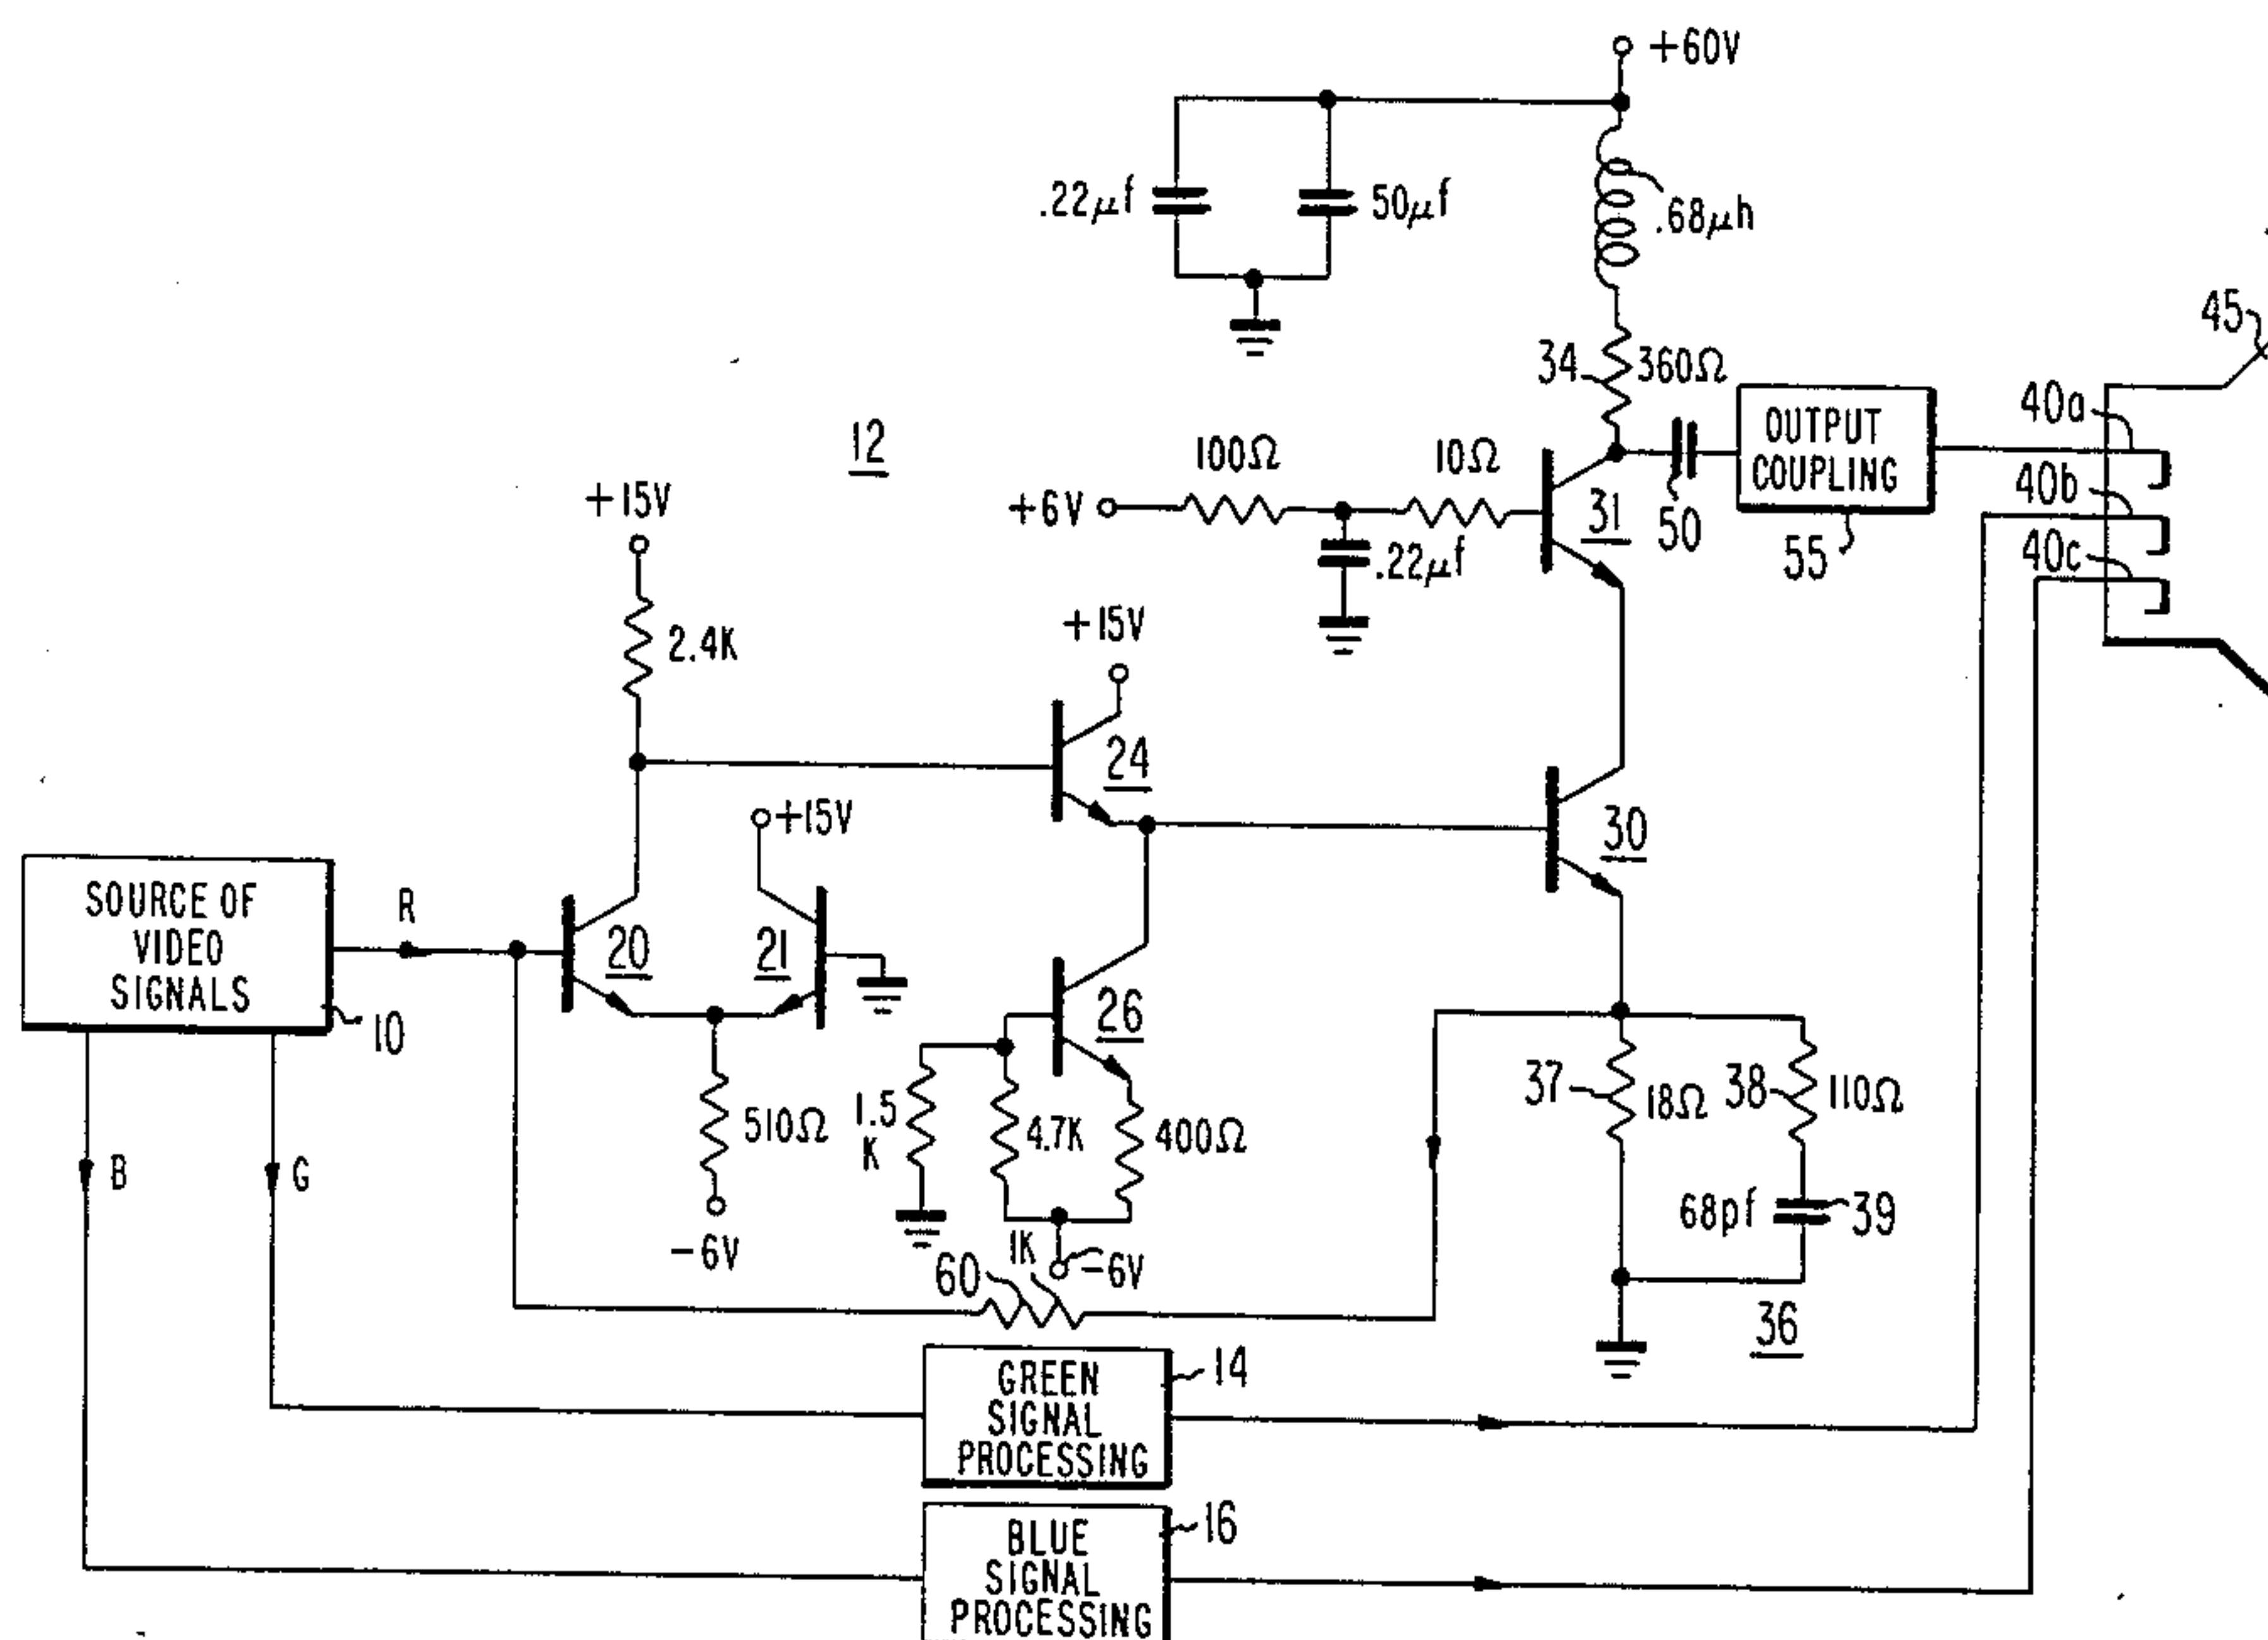 +60V
.22μf
50μf
.68μh
45
34
360Ω
40a
OUTPUT
COUPLING
12
100Ω
10Ω
40b
+15V
+6V
31
50
55
40c
.22μf
2.4K
+15V
24
+15V
30
SOURCE OF
VIDEO
SIGNALS
R
20
21
10
26
37
18Ω
38
110Ω
B
G
510Ω
1.5
K
4.7K
400Ω
68pf
39
-6V
60
1K
-6V
36
GREEN
SIGNAL
PROCESSING
14
BLUE
SIGNAL
PROCESSING
16